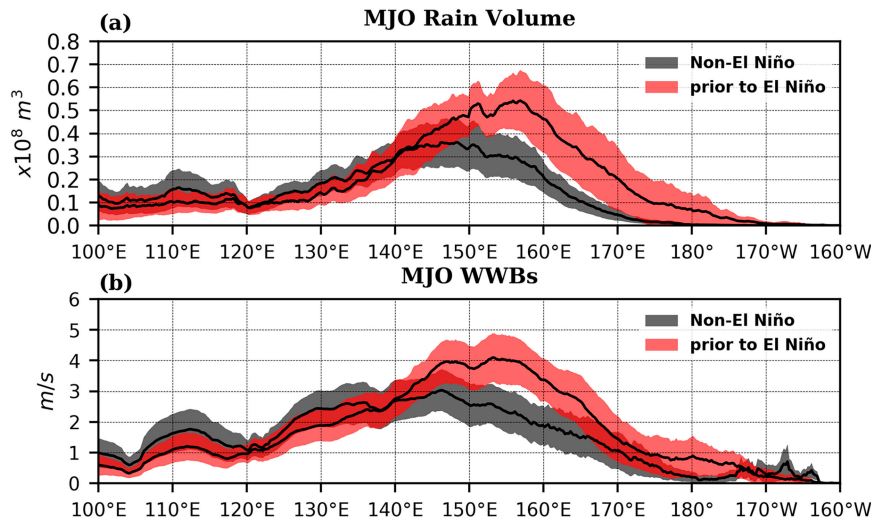 (a) MJO Rain Volume
x10⁸ m³
0.8
0.7
0.6
0.5
0.4
0.3
0.2
0.1
0.0
Non-El Niño
prior to El Niño
100°E 110°E 120°E 130°E 140°E 150°E 160°E 170°E 180° 170°W 160°W
(b) MJO WWBs
m/s
6
5
4
3
2
1
0
Non-El Niño
prior to El Niño
100°E 110°E 120°E 130°E 140°E 150°E 160°E 170°E 180° 170°W 160°W